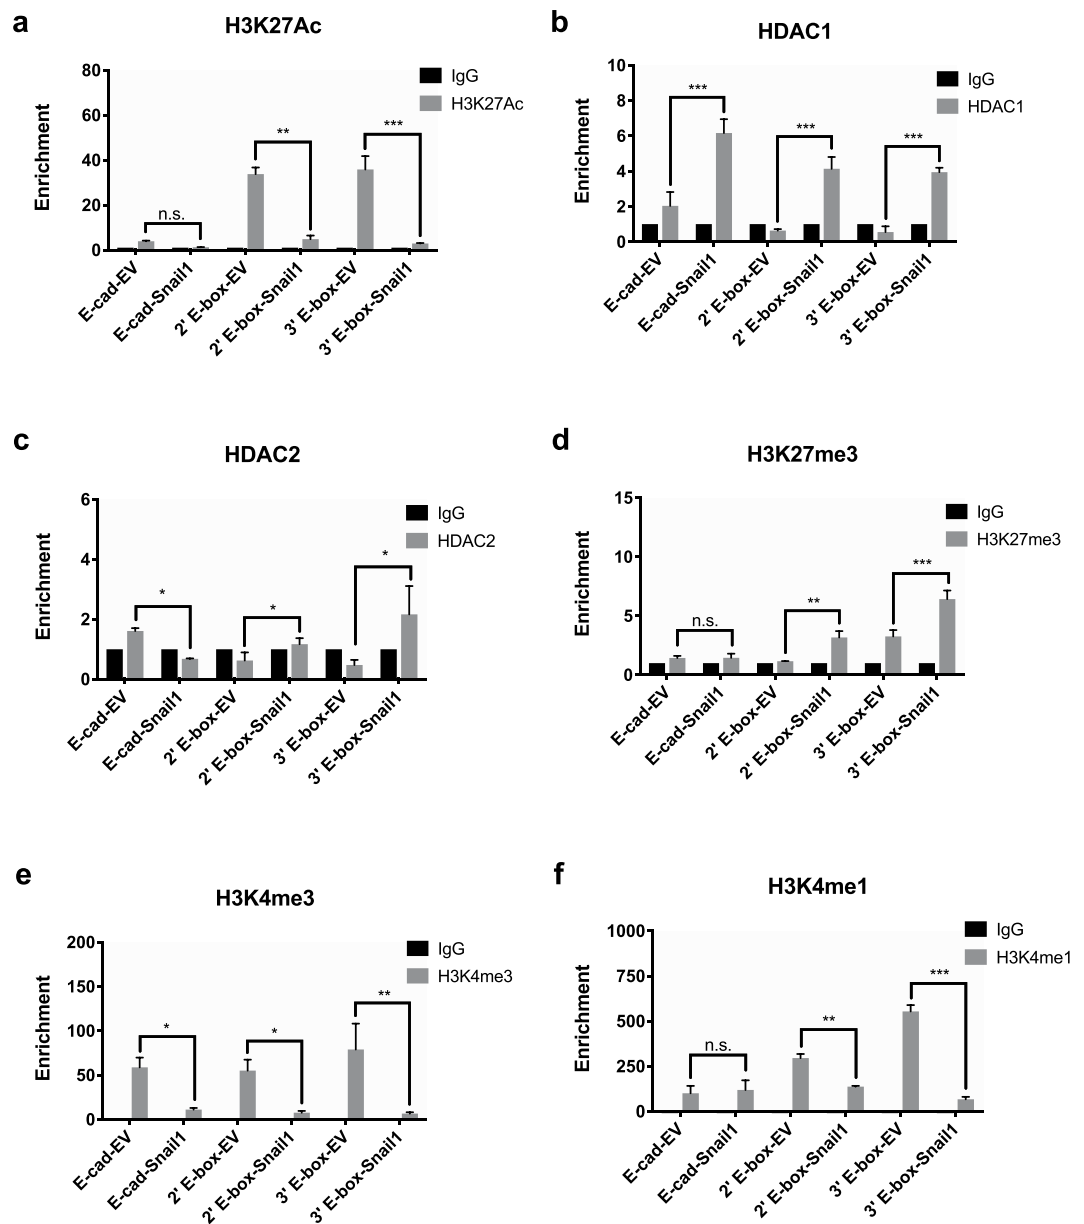 a
H3K27Ac
80
60
40
20
0
Enrichment
IgG
H3K27Ac
n.s.
**
***
E-cad-EV
E-cad-Snail1
2' E-box-EV
2' E-box-Snail1
3' E-box-EV
3' E-box-Snail1
b
HDAC1
10
8
6
4
2
0
Enrichment
IgG
HDAC1
***
***
***
E-cad-EV
E-cad-Snail1
2' E-box-EV
2' E-box-Snail1
3' E-box-EV
3' E-box-Snail1
c
HDAC2
6
4
2
0
Enrichment
IgG
HDAC2
*
*
*
E-cad-EV
E-cad-Snail1
2' E-box-EV
2' E-box-Snail1
3' E-box-EV
3' E-box-Snail1
d
H3K27me3
15
10
5
0
Enrichment
IgG
H3K27me3
n.s.
**
***
E-cad-EV
E-cad-Snail1
2' E-box-EV
2' E-box-Snail1
3' E-box-EV
3' E-box-Snail1
e
H3K4me3
200
150
100
50
0
Enrichment
IgG
H3K4me3
*
*
**
E-cad-EV
E-cad-Snail1
2' E-box-EV
2' E-box-Snail1
3' E-box-EV
3' E-box-Snail1
f
H3K4me1
1000
750
500
250
0
Enrichment
IgG
H3K4me1
n.s.
**
***
E-cad-EV
E-cad-Snail1
2' E-box-EV
2' E-box-Snail1
3' E-box-EV
3' E-box-Snail1